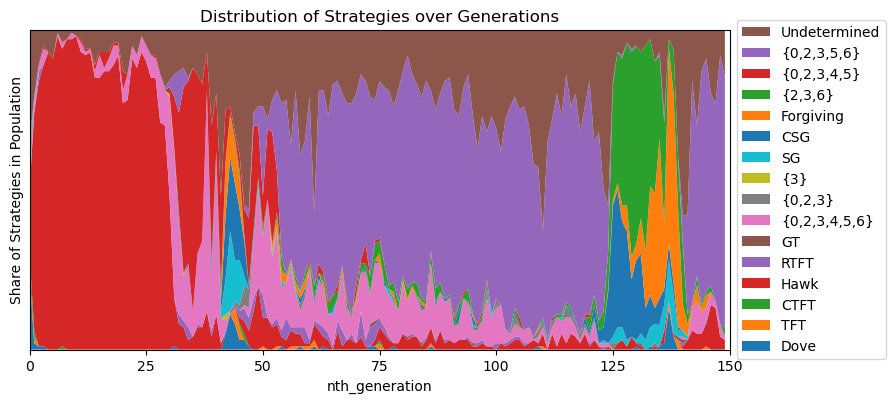 Distribution of Strategies over Generations
Share of Strategies in Population
0
25
50
75
100
125
150
nth_generation
Undetermined
{0,2,3,5,6}
{0,2,3,4,5}
{2,3,6}
Forgiving
CSG
SG
{3}
{0,2,3}
{0,2,3,4,5,6}
GT
RTFT
Hawk
CTFT
TFT
Dove